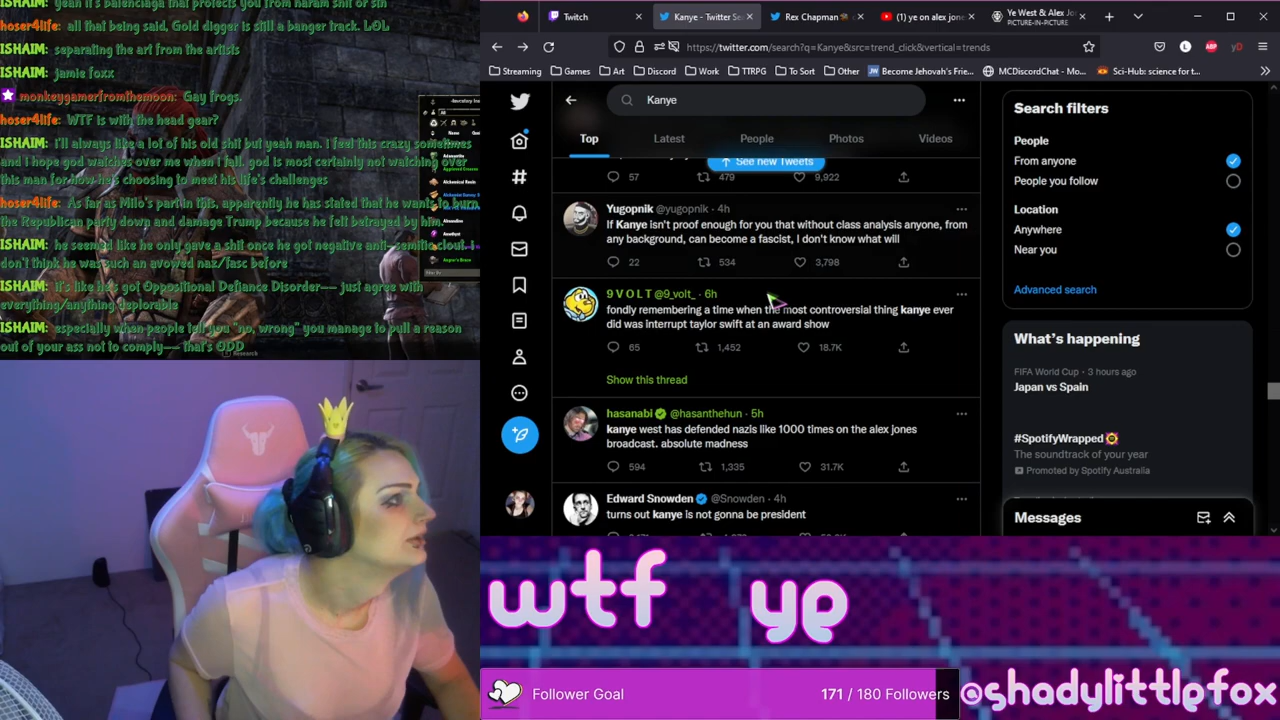 yeah it's balenciaga that protects you from haram shit or sin
hoser4life: all that being said, Gold digger is still a banger track. LOL
ISHAIM: separating the art from the artists
ISHAIM: jamie foxx
monkeygamerfromthemoon: Gay frogs.
hoser4life: WTF is with the head gear?
ISHAIM: I'll always like a lot of his old shit but yeah man. i feel this crazy sometimes
and I hope god watches over me when I fall. god is most certainly not watching over
this man for how he's choosing to meet his life's challenges
hoser4life: As far as Milo's part in this, apparently he has stated that he wants to burn
the Republican party down and damage Trump because he felt betrayed by him.
ISHAIM: he seemed like he only gave a shit once he got negative anti-semitic clout. i
don't think he was such an avowed naz/fasc before
ISHAIM: it's like he's got Oppositional Defiance Disorder-- just agree with
everything/anything deplorable
ISHAIM: especially when people tell you "no, wrong" you manage to pull a reason
out of your ass not to comply-- that's ODD
Research
Twitch
Kanye - Twitter Se
Rex Chapman
(1) ye on alex jone
Ye West & Alex Jo
PICTURE-IN-PICTURE
https://twitter.com/search?q=Kanye&src=trend_click&vertical=trends
Streaming
Games
Art
Discord
Work
TTRPG
To Sort
Other
Become Jehovah's Frie...
MCDiscordChat - Mo...
Sci-Hub: science for t...
Kanye
Top
Latest
People
Photos
Videos
See new Tweets
57
479
9,922
Yugopnik @yugopnik · 4h
If Kanye isn't proof enough for you that without class analysis anyone, from
any background, can become a fascist, I don't know what will
22
534
3,798
9 V O L T @9_volt_ · 6h
fondly remembering a time when the most controversial thing kanye ever
did was interrupt taylor swift at an award show
65
1,452
18.7K
Show this thread
hasanabi @hasanthehun · 5h
kanye west has defended nazis like 1000 times on the alex jones
broadcast. absolute madness
594
1,335
31.7K
Edward Snowden @Snowden · 4h
turns out kanye is not gonna be president
Search filters
People
From anyone
People you follow
Location
Anywhere
Near you
Advanced search
What's happening
FIFA World Cup · 3 hours ago
Japan vs Spain
#SpotifyWrapped
The soundtrack of your year
Promoted by Spotify Australia
Messages
wtf ye
Follower Goal
171 / 180 Followers
@shadylittlefox